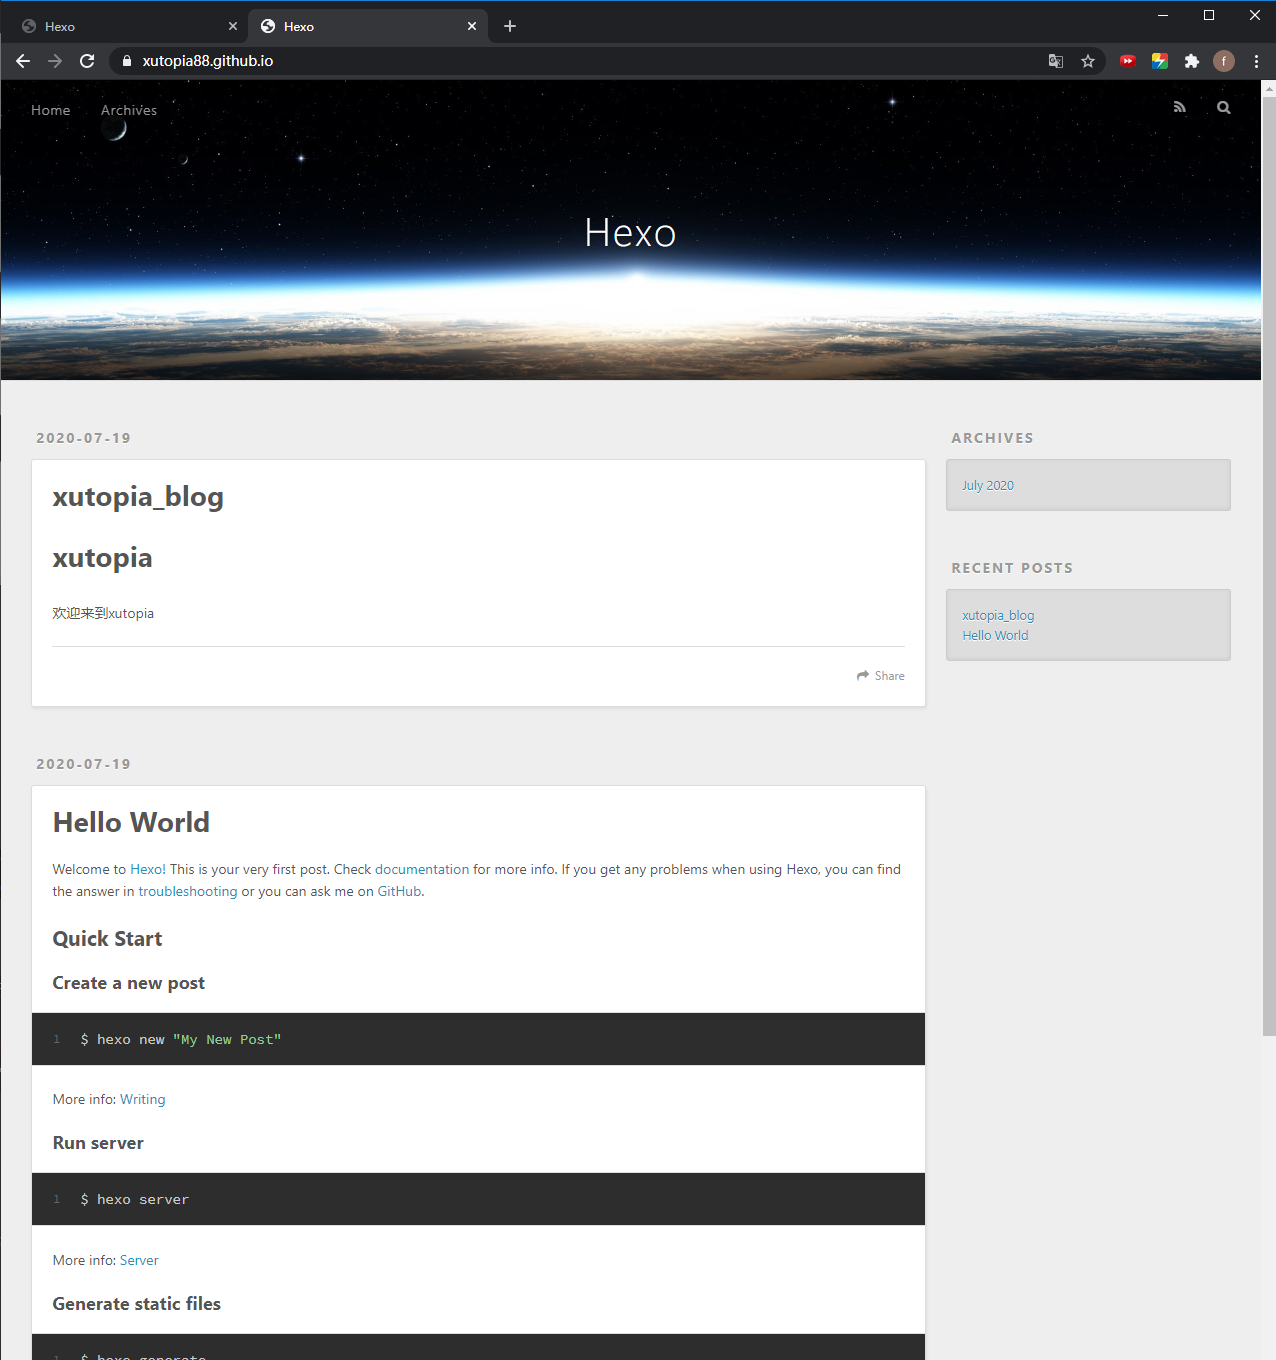 Hexo
Hexo
xutopia88.github.io
f
Home Archives
Hexo
2020-07-19
xutopia_blog
xutopia
欢迎来到xutopia
Share
ARCHIVES
July 2020
RECENT POSTS
xutopia_blog
Hello World
2020-07-19
Hello World
Welcome to Hexo! This is your very first post. Check documentation for more info. If you get any problems when using Hexo, you can find
the answer in troubleshooting or you can ask me on GitHub.
Quick Start
Create a new post
1 $ hexo new "My New Post"
More info: Writing
Run server
1 $ hexo server
More info: Server
Generate static files
1 $ hexo generate